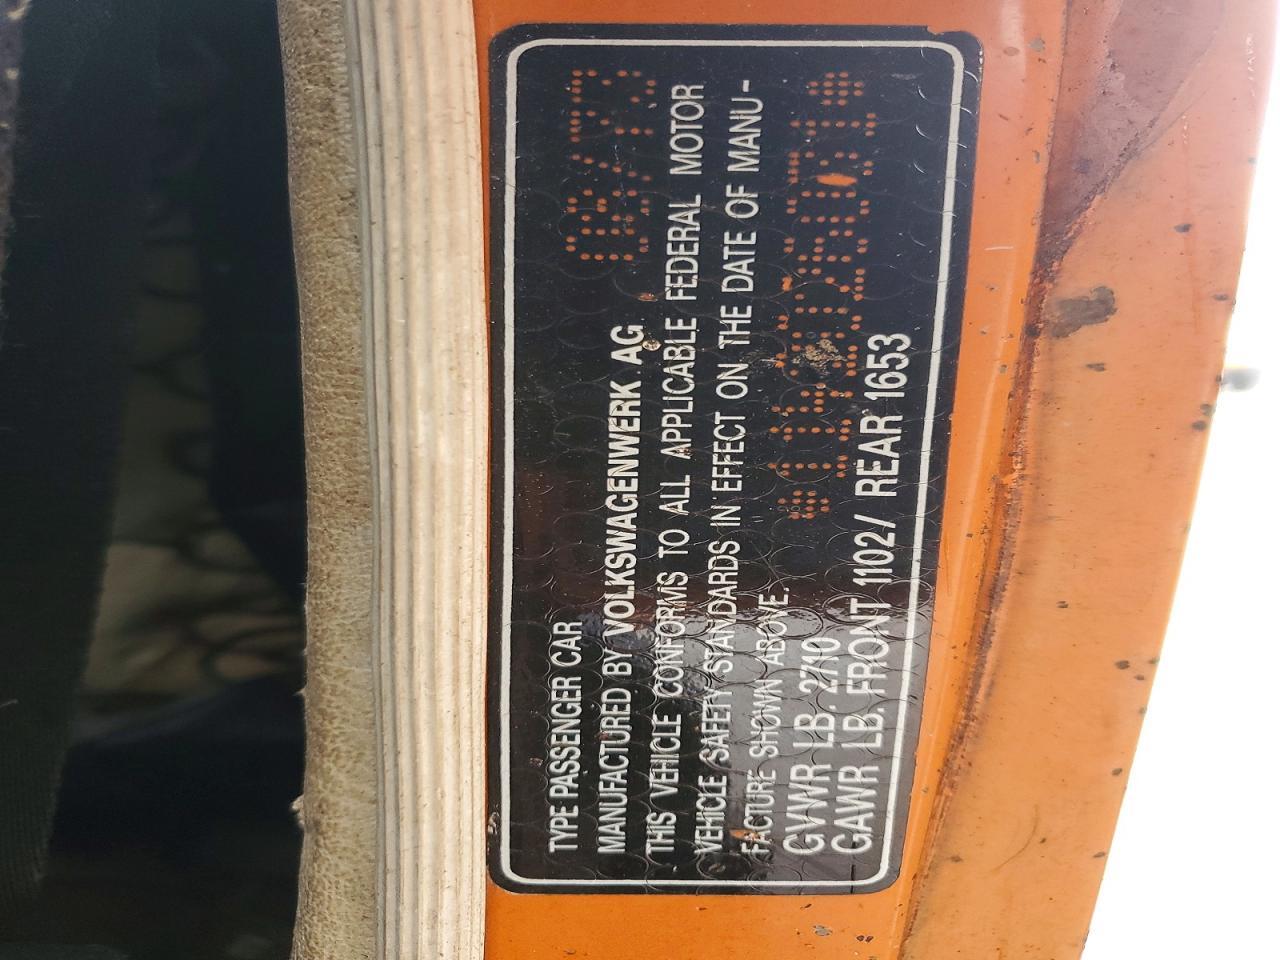 TYPE PASSENGER CAR
MANUFACTURED BY VOLKSWAGENWERK AG
THIS VEHICLE CONFORMS TO ALL APPLICABLE FEDERAL MOTOR
VEHICLE SAFETY STANDARDS IN EFFECT ON THE DATE OF MANU-
FACTURE SHOWN ABOVE.
GVWR LB. 2710
GAWR LB. FRONT 1102/ REAR 1653